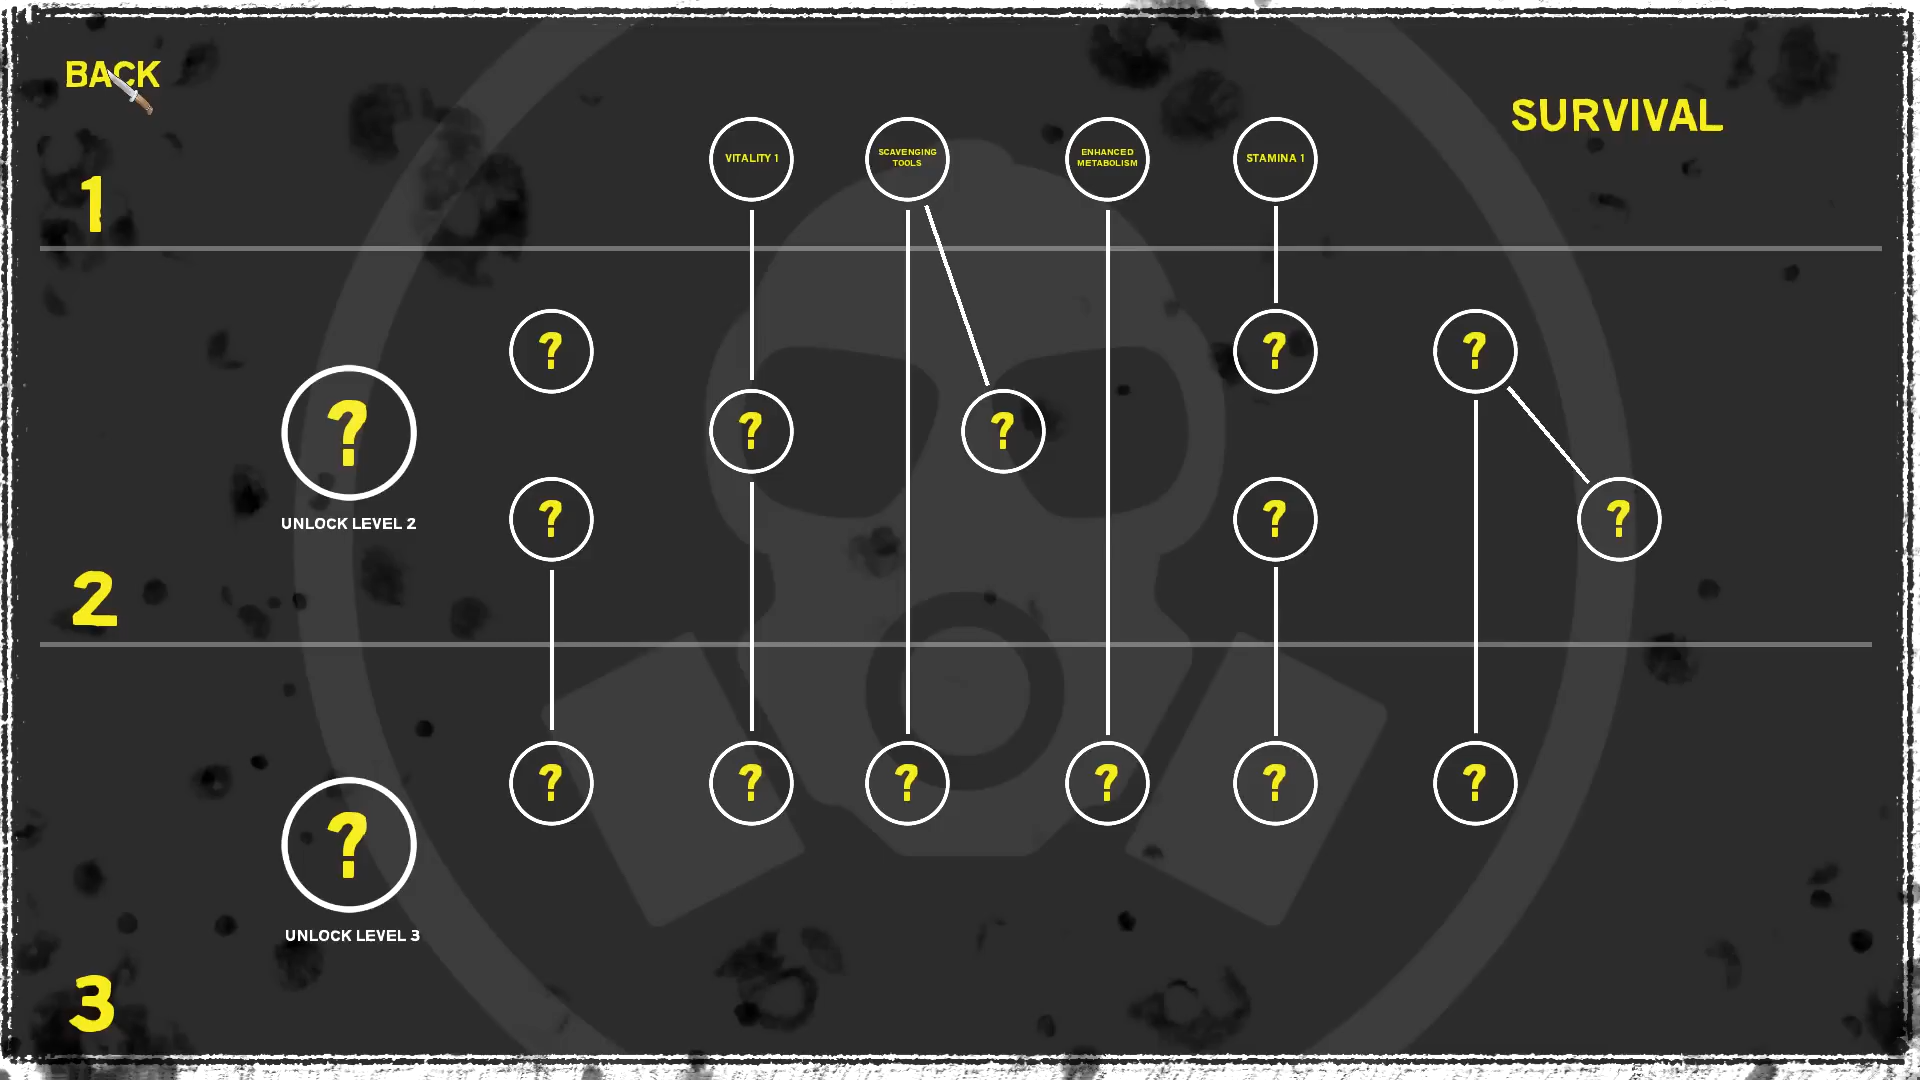 BACK
SURVIVAL
VITALITY 1
SCAVENGING
TOOLS
ENHANCED
METABOLISM
STAMINA 1
1
?
?
?
?
?
?
?
?
?
?
UNLOCK LEVEL 2
2
?
?
?
?
?
?
?
UNLOCK LEVEL 3
3